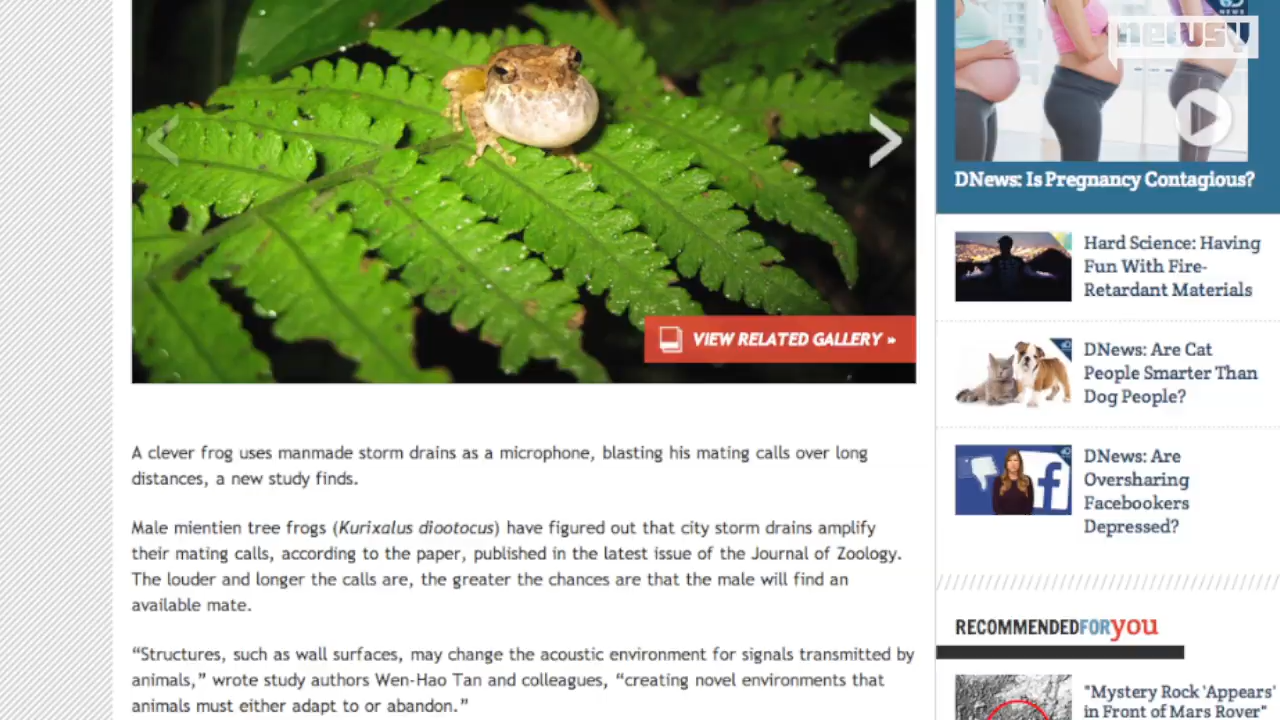 VIEW RELATED GALLERY »
A clever frog uses manmade storm drains as a microphone, blasting his mating calls over long
distances, a new study finds.
Male mientien tree frogs (Kurixalus diootocus) have figured out that city storm drains amplify
their mating calls, according to the paper, published in the latest issue of the Journal of Zoology.
The louder and longer the calls are, the greater the chances are that the male will find an
available mate.
“Structures, such as wall surfaces, may change the acoustic environment for signals transmitted by
animals,” wrote study authors Wen-Hao Tan and colleagues, “creating novel environments that
animals must either adapt to or abandon.”
NEWS
newsy
DNews: Is Pregnancy Contagious?
Hard Science: Having
Fun With Fire-
Retardant Materials
DNews: Are Cat
People Smarter Than
Dog People?
DNews: Are
Oversharing
Facebookers
Depressed?
RECOMMENDEDFORyou
"Mystery Rock 'Appears'
in Front of Mars Rover"